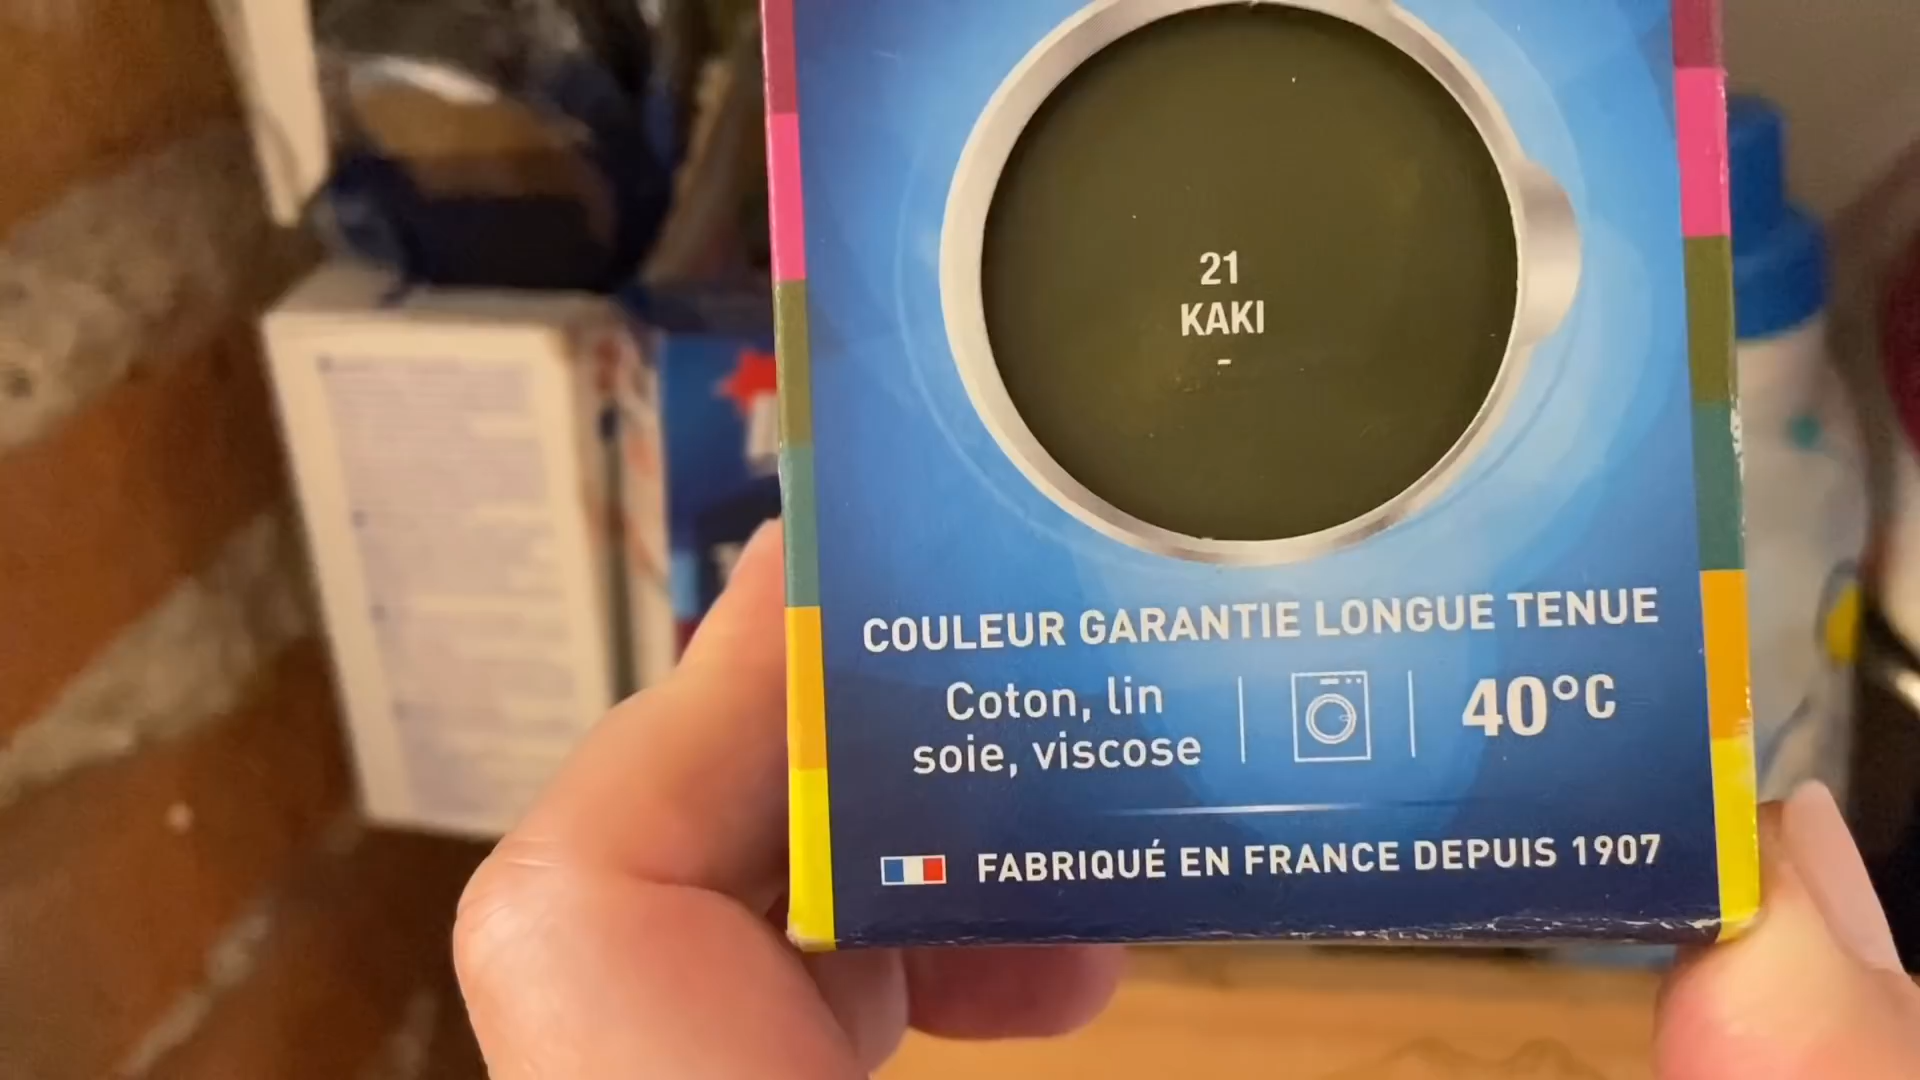 21
KAKI
-
COULEUR GARANTIE LONGUE TENUE
Coton, lin
soie, viscose
40°C
FABRIQUÉ EN FRANCE DEPUIS 1907